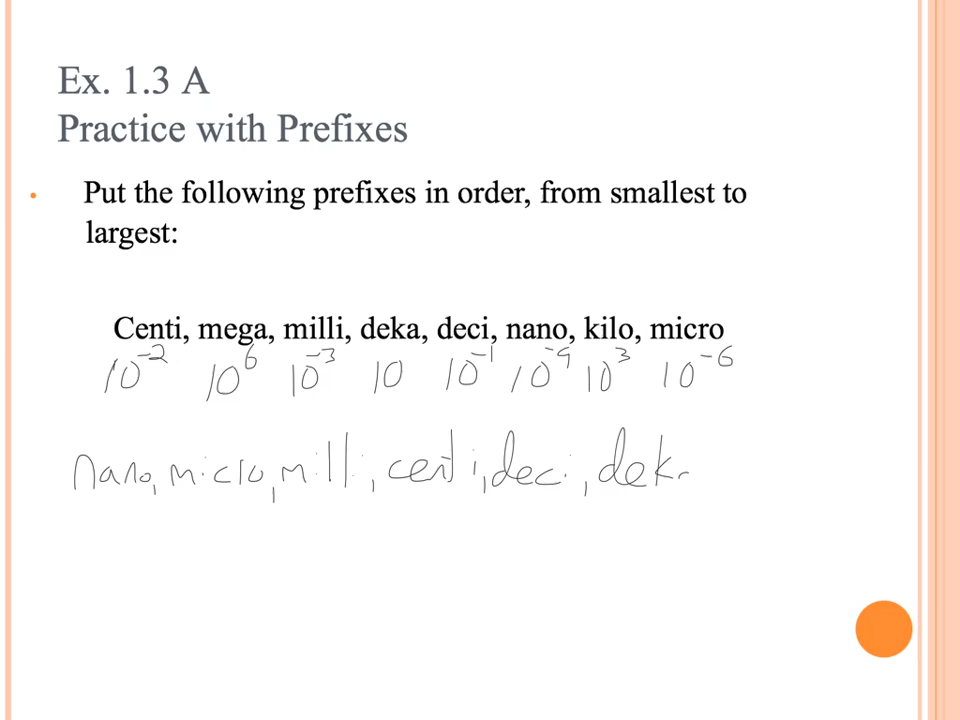 Ex. 1.3 A
Practice with Prefixes
• Put the following prefixes in order, from smallest to
largest:
Centi, mega, milli, deka, deci, nano, kilo, micro
10⁻² 10⁶ 10⁻³ 10 10⁻¹ 10⁻⁹ 10³ 10⁻⁶
nano, micro, milli, centi, deci, dek